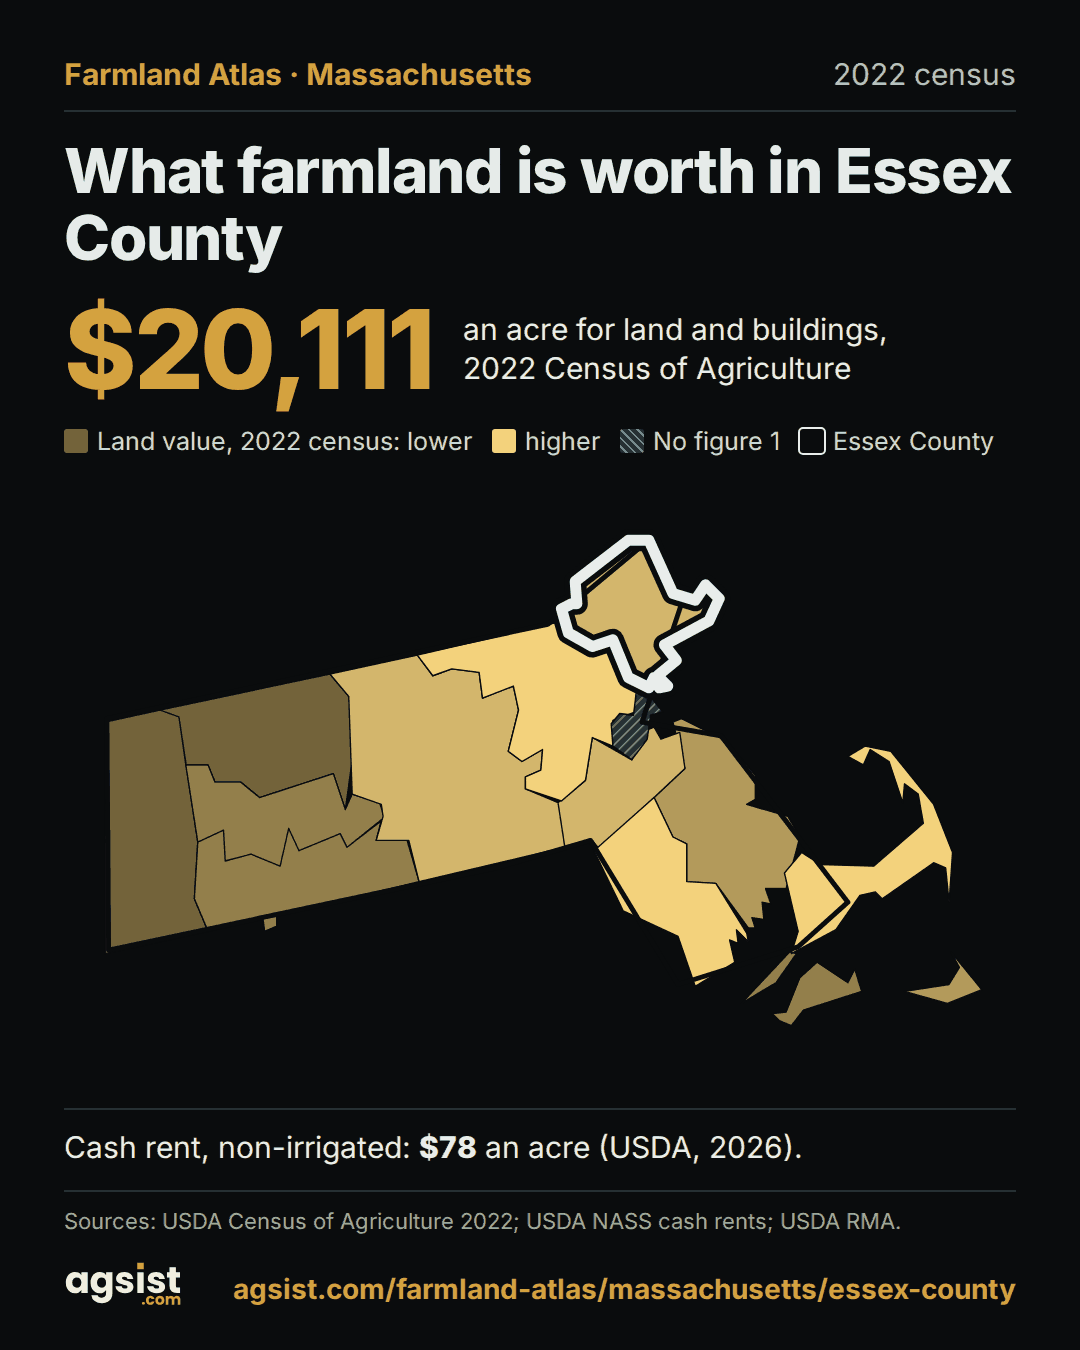 Farmland Atlas · Massachusetts
2022 census
What farmland is worth in Essex
County
$20,111
an acre for land and buildings,
2022 Census of Agriculture
Land value, 2022 census: lower
higher
No figure 1
Essex County
Cash rent, non-irrigated: $78 an acre (USDA, 2026).
Sources: USDA Census of Agriculture 2022; USDA NASS cash rents; USDA RMA.
agsist
.com
agsist.com/farmland-atlas/massachusetts/essex-county